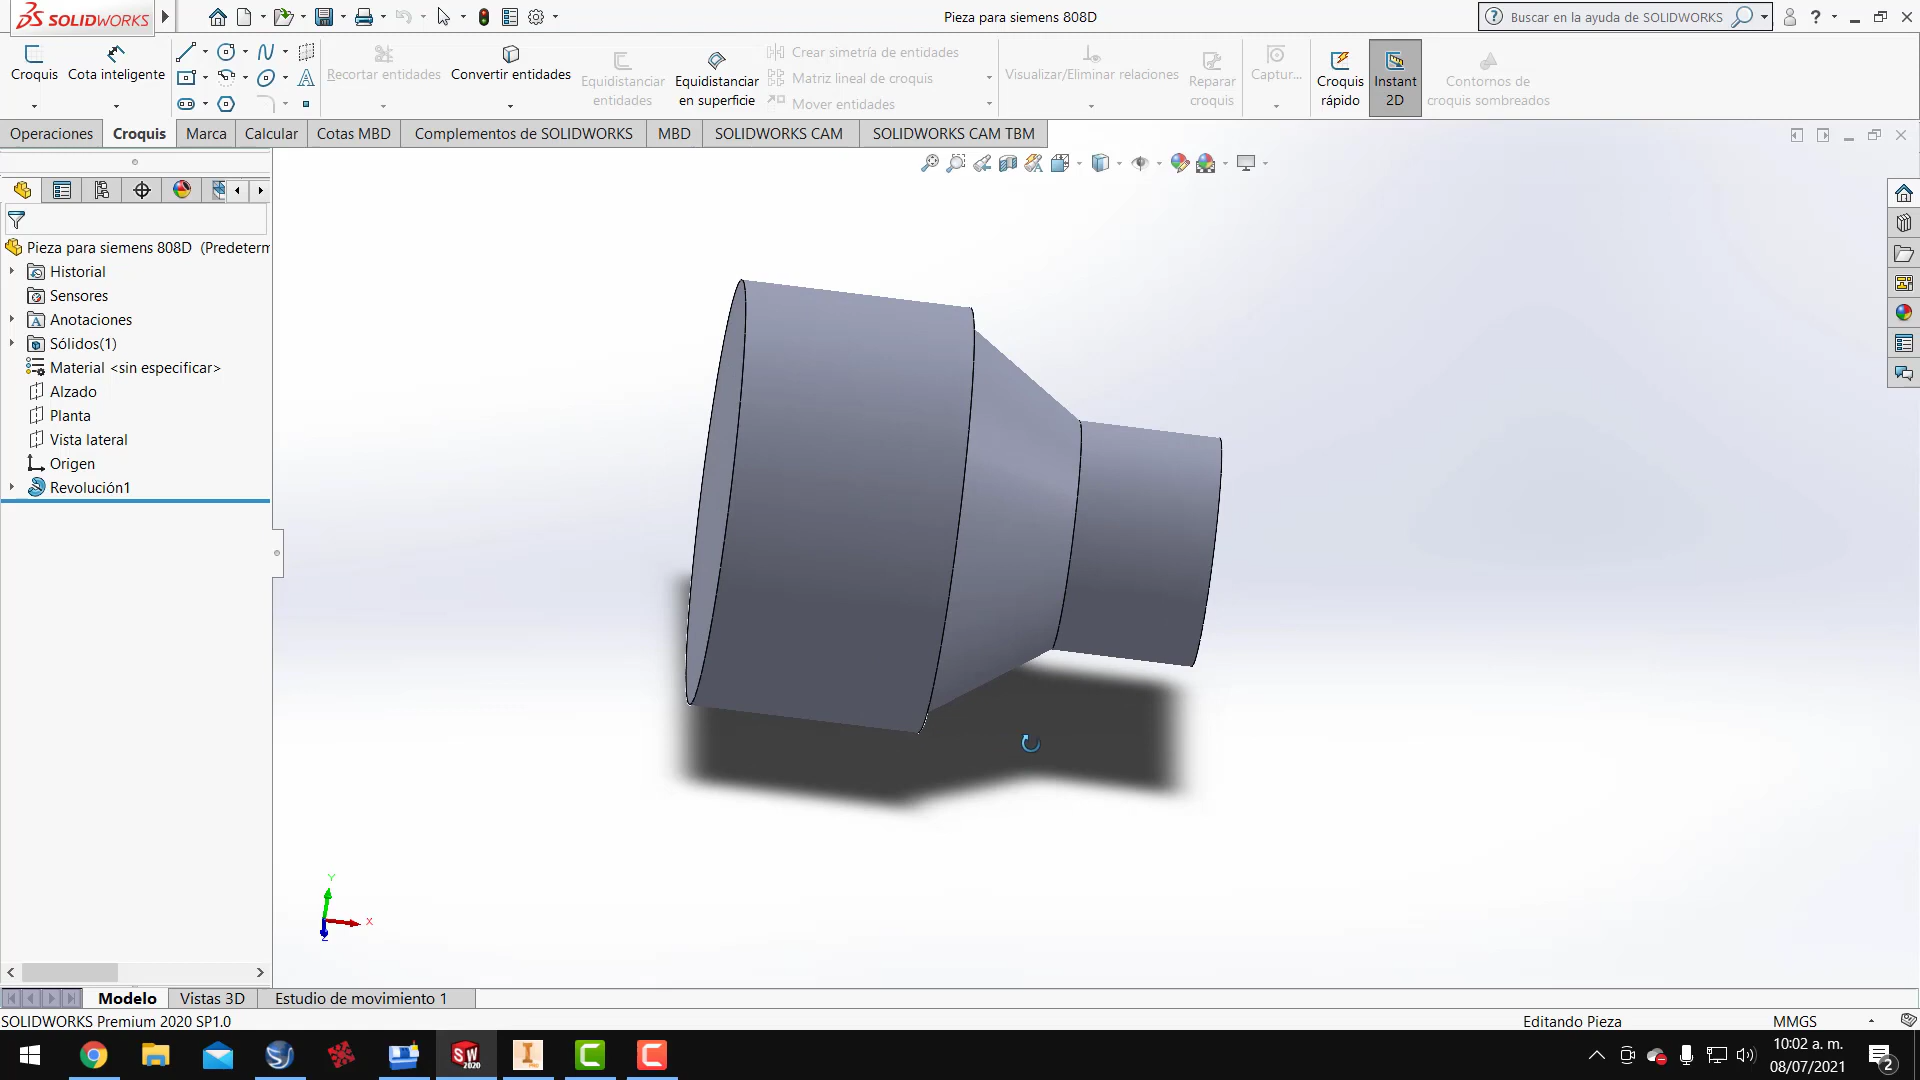 SOLIDWORKS
Pieza para siemens 808D
Buscar en la ayuda de SOLIDWORKS
Croquis
Cota inteligente
Recortar entidades
Convertir entidades
Equidistanciar
entidades
Equidistanciar
en superficie
Crear simetría de entidades
Matriz lineal de croquis
Mover entidades
Visualizar/Eliminar relaciones
Reparar
croquis
Captur...
Croquis
rápido
Instant
2D
Contornos de
croquis sombreados
Operaciones
Croquis
Marca
Calcular
Cotas MBD
Complementos de SOLIDWORKS
MBD
SOLIDWORKS CAM
SOLIDWORKS CAM TBM
Pieza para siemens 808D (Predeterm
Historial
Sensores
Anotaciones
Sólidos(1)
Material <sin especificar>
Alzado
Planta
Vista lateral
Origen
Revolución1
Y
X
Z
Modelo
Vistas 3D
Estudio de movimiento 1
SOLIDWORKS Premium 2020 SP1.0
Editando Pieza
MMGS
SW
2020
10:02 a. m.
08/07/2021
2